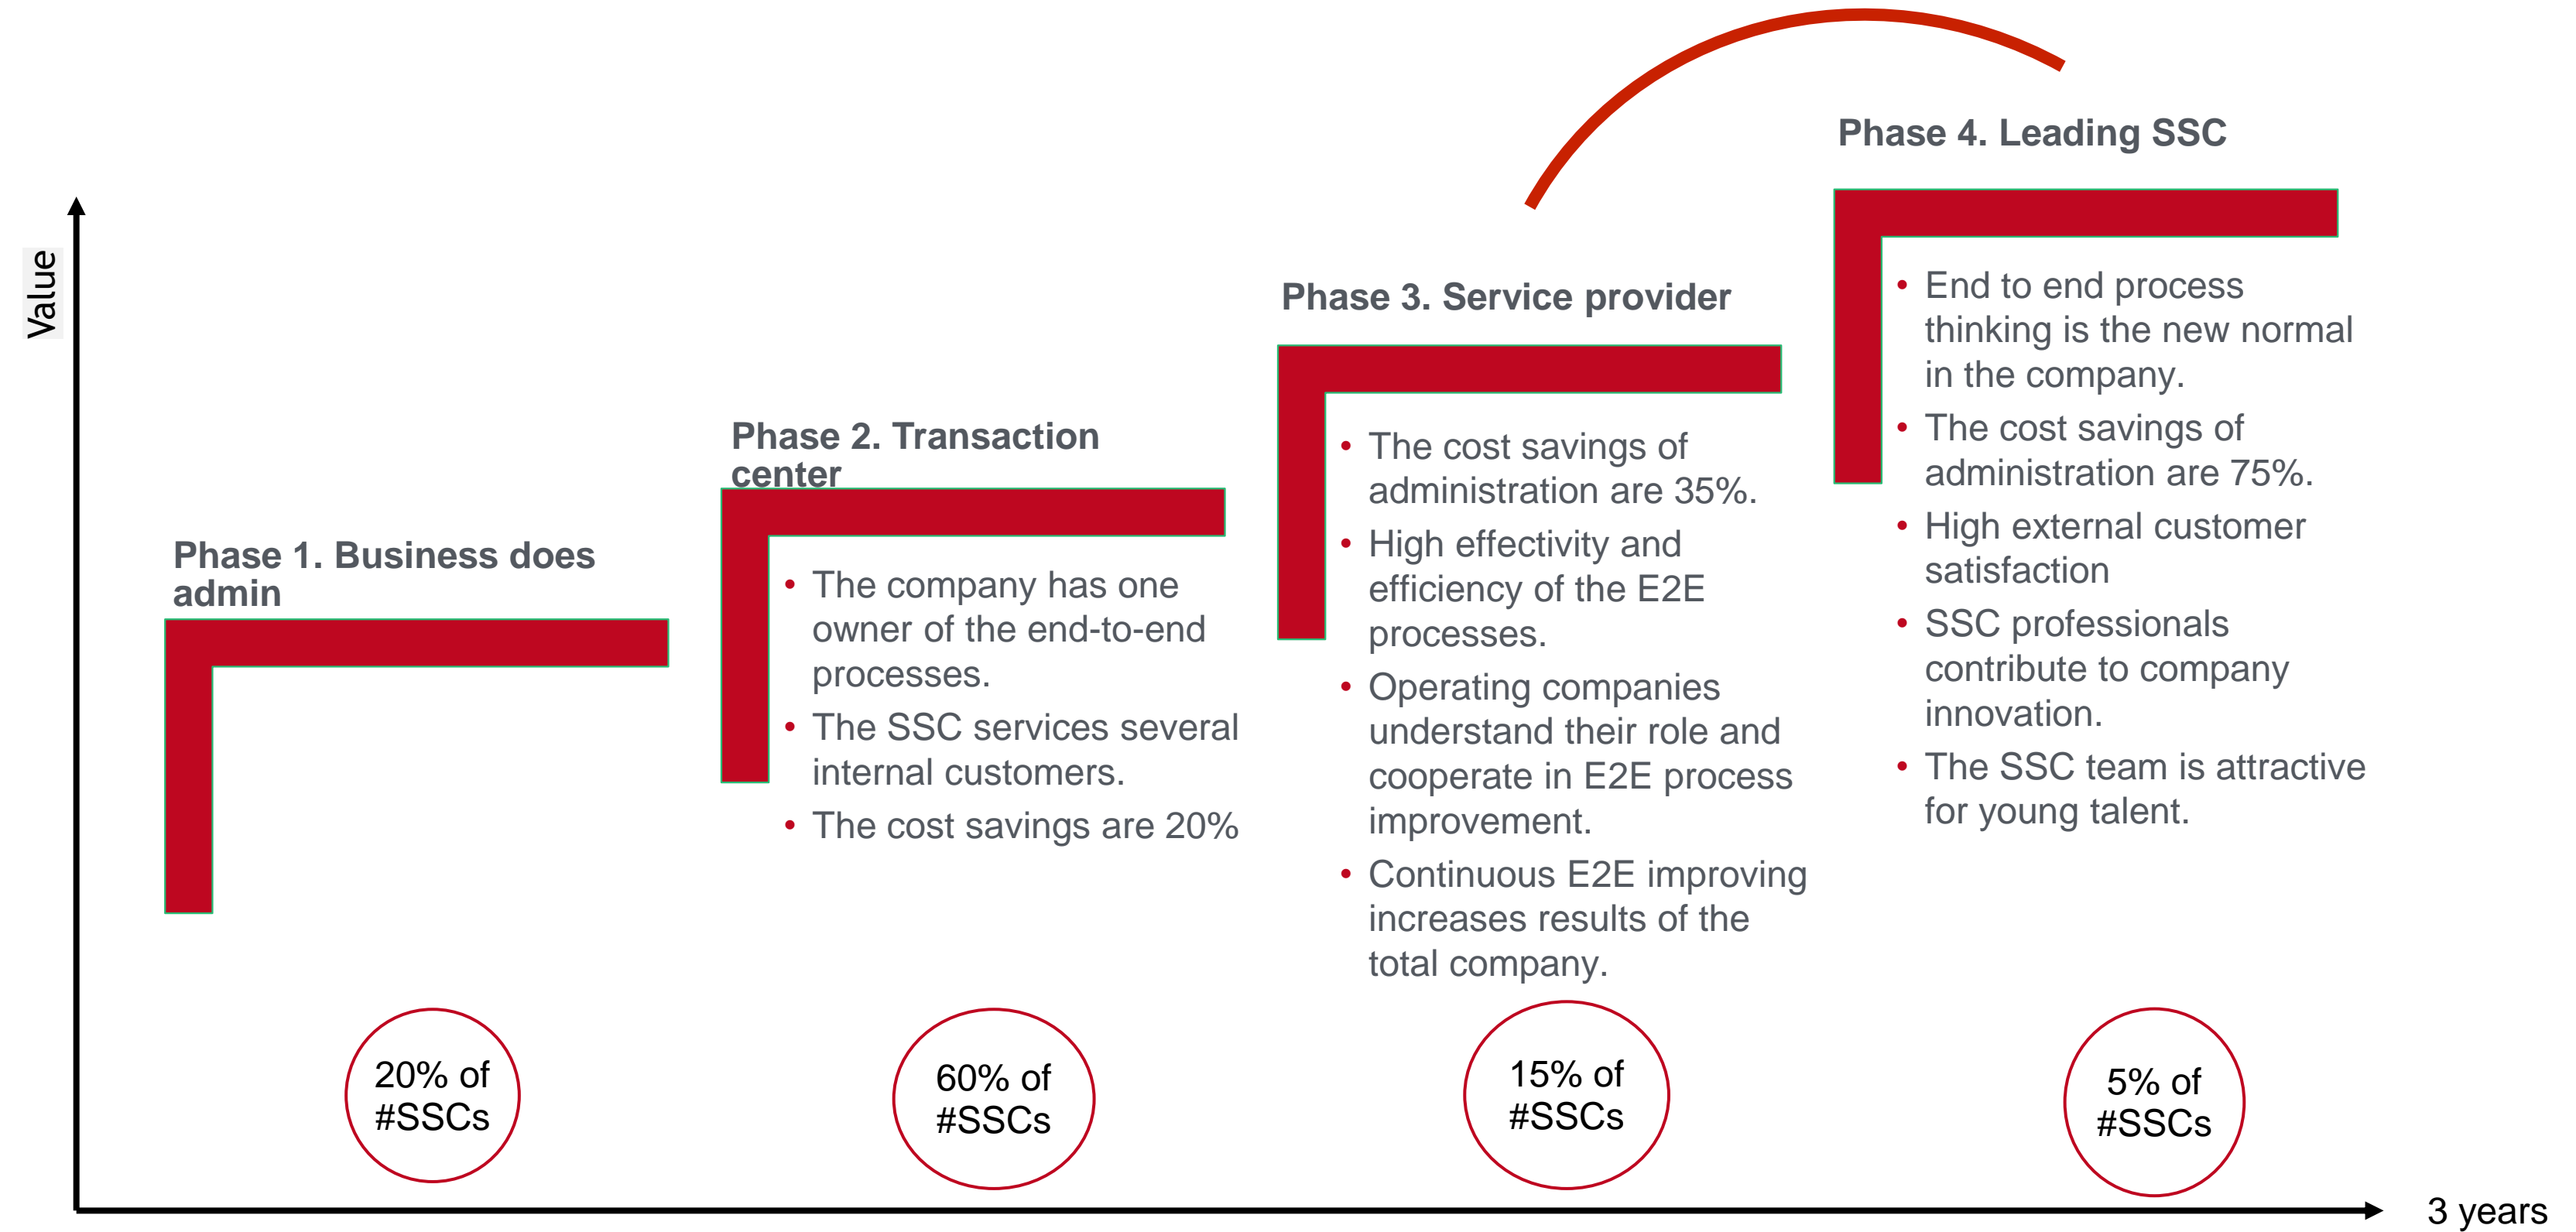 Value
Phase 1. Business does
admin
20% of
#SSCs
Phase 2. Transaction
center
• The company has one
owner of the end-to-end
processes.
• The SSC services several
internal customers.
• The cost savings are 20%
60% of
#SSCs
Phase 3. Service provider
• The cost savings of
administration are 35%.
• High effectivity and
efficiency of the E2E
processes.
• Operating companies
understand their role and
cooperate in E2E process
improvement.
• Continuous E2E improving
increases results of the
total company.
15% of
#SSCs
Phase 4. Leading SSC
• End to end process
thinking is the new normal
in the company.
• The cost savings of
administration are 75%.
• High external customer
satisfaction
• SSC professionals
contribute to company
innovation.
• The SSC team is attractive
for young talent.
5% of
#SSCs
3 years